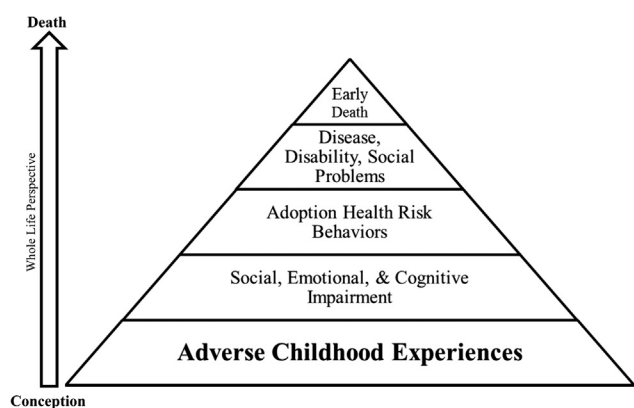 Death
Whole Life Perspective
Conception
Early
Death
Disease,
Disability, Social
Problems
Adoption Health Risk
Behaviors
Social, Emotional, & Cognitive
Impairment
Adverse Childhood Experiences